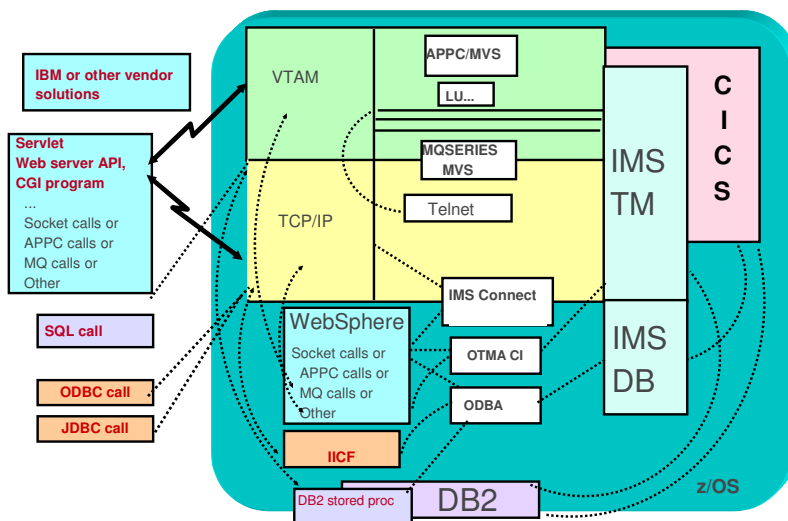 IBM or other vendor
solutions
Servlet
Web server API,
CGI program
...
Socket calls or
APPC calls or
MQ calls or
Other
SQL call
ODBC call
JDBC call
VTAM
TCP/IP
APPC/MVS
LU...
MQSERIES
MVS
Telnet
IMS Connect
OTMA CI
ODBA
WebSphere
Socket calls or
APPC calls or
MQ calls or
Other
IICF
DB2 stored proc
DB2
IMS
TM
IMS
DB
C
I
C
S
z/OS